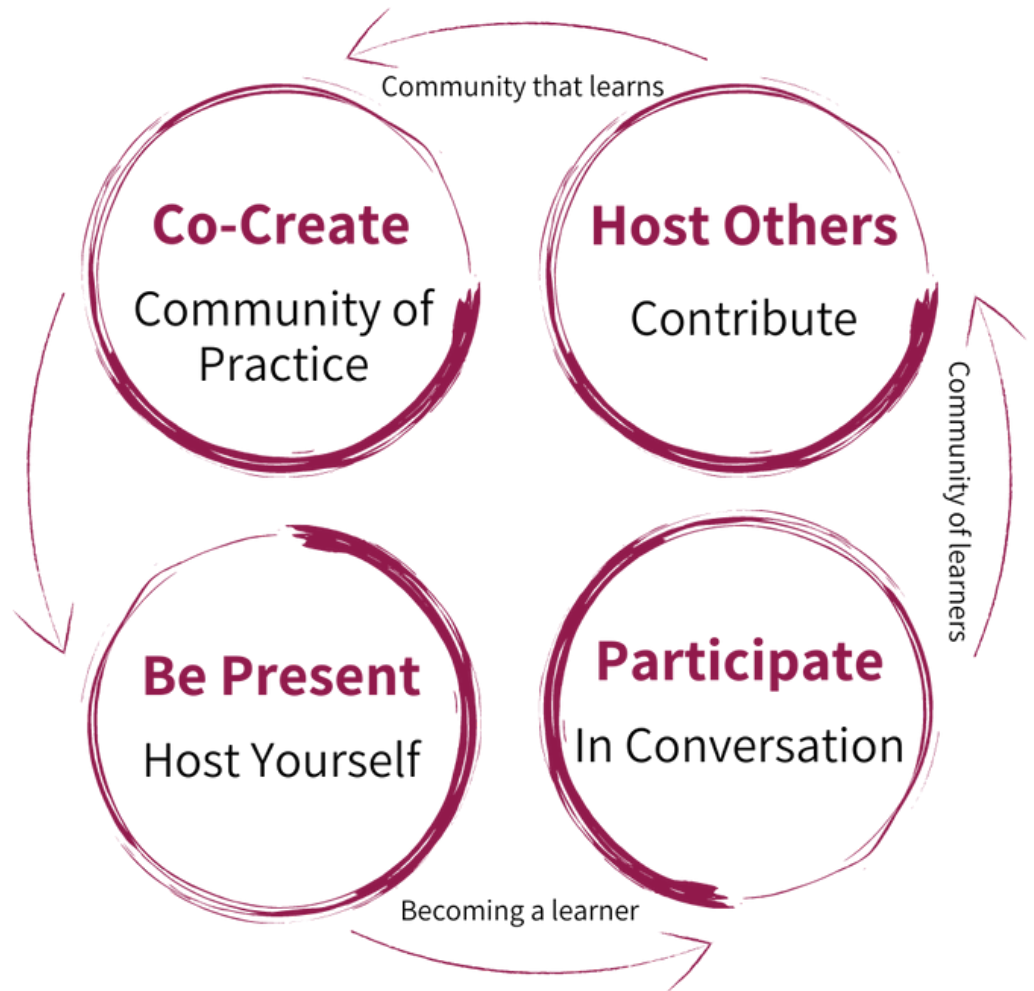 Community that learns
Co-Create
Community of
Practice
Host Others
Contribute
Community of learners
Be Present
Host Yourself
Participate
In Conversation
Becoming a learner